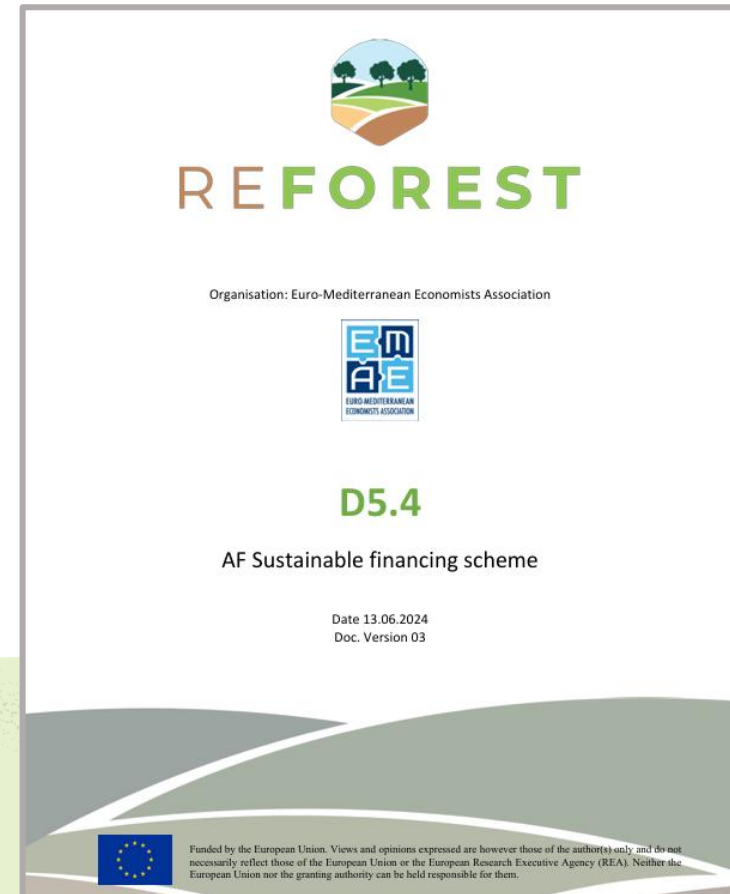 REFOREST
Organisation: Euro-Mediterranean Economists Association
EM
AE
EURO-MEDITERRANEAN
ECONOMISTS ASSOCIATION
D5.4
AF Sustainable financing scheme
Date 13.06.2024
Doc. Version 03
Funded by the European Union. Views and opinions expressed are however those of the author(s) only and do not
necessarily reflect those of the European Union or the European Research Executive Agency (REA). Neither the
European Union nor the granting authority can be held responsible for them.